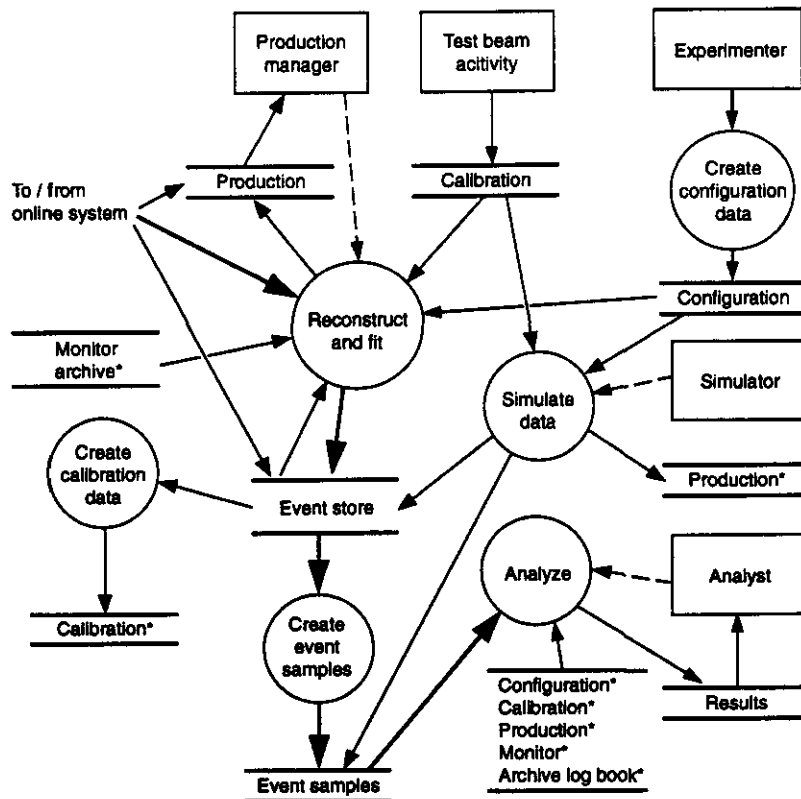 Production
manager
Test beam
acitivity
Experimenter
To / from
online system
Production
Calibration
Create
configuration
data
Reconstruct
and fit
Configuration
Monitor
archive*
Simulate
data
Simulator
Create
calibration
data
Event store
Production*
Analyze
Analyst
Calibration*
Create
event
samples
Configuration*
Calibration*
Production*
Monitor*
Archive log book*
Results
Event samples